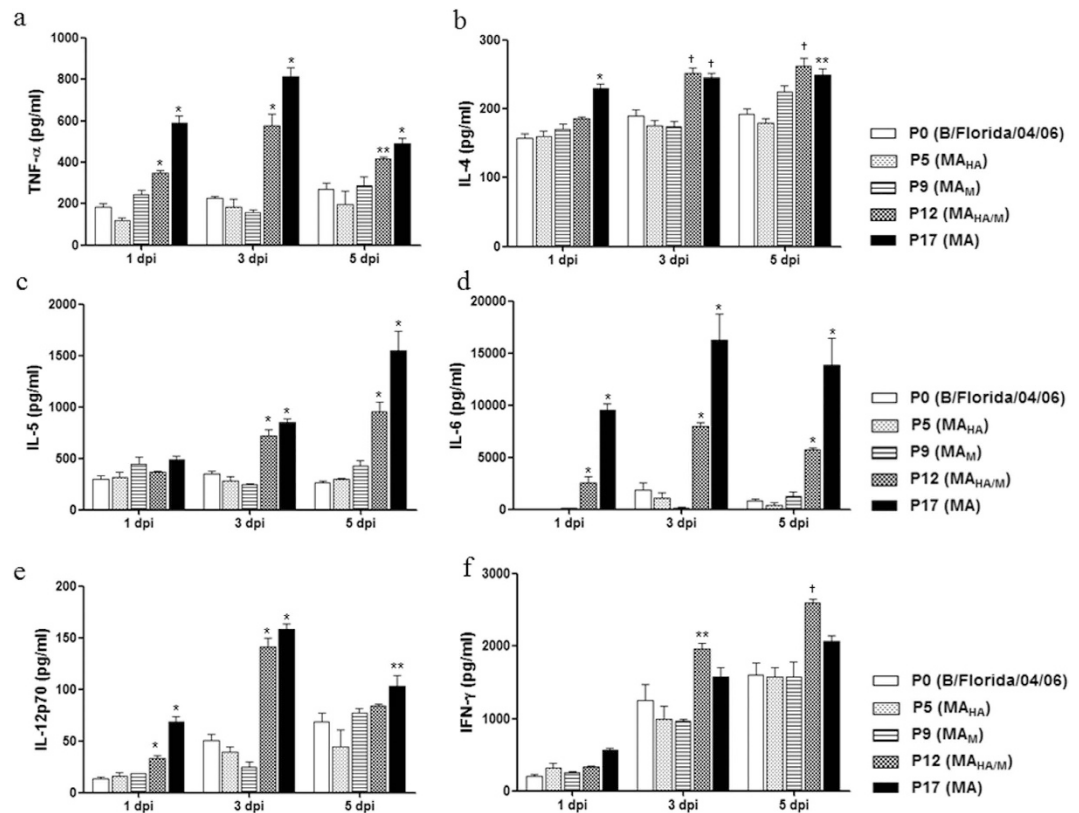 a
TNF-α (pg/ml)
1000
800
600
400
200
0
* * * * ** *
1 dpi 3 dpi 5 dpi
b
IL-4 (pg/ml)
300
200
100
0
* † † † **
1 dpi 3 dpi 5 dpi
P0 (B/Florida/04/06)
P5 (MAHA)
P9 (MAM)
P12 (MAHA/M)
P17 (MA)
c
IL-5 (pg/ml)
2000
1500
1000
500
0
* * * *
1 dpi 3 dpi 5 dpi
d
IL-6 (pg/ml)
20000
15000
10000
5000
0
* * * * * *
1 dpi 3 dpi 5 dpi
P0 (B/Florida/04/06)
P5 (MAHA)
P9 (MAM)
P12 (MAHA/M)
P17 (MA)
e
IL-12p70 (pg/ml)
200
150
100
50
0
* * * * **
1 dpi 3 dpi 5 dpi
f
IFN-γ (pg/ml)
3000
2000
1000
0
** †
1 dpi 3 dpi 5 dpi
P0 (B/Florida/04/06)
P5 (MAHA)
P9 (MAM)
P12 (MAHA/M)
P17 (MA)